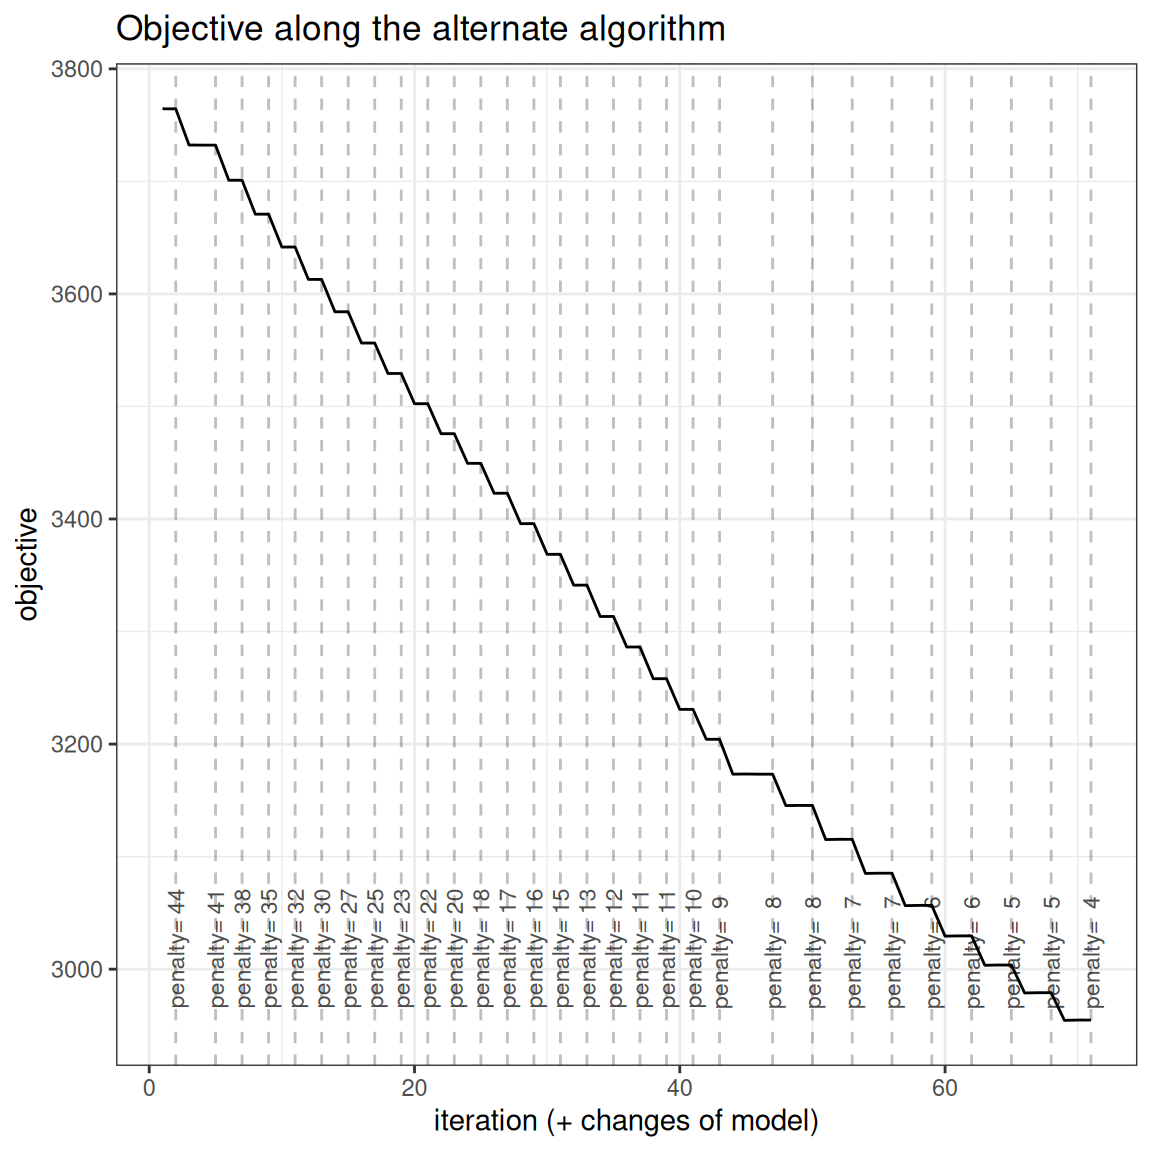 Objective along the alternate algorithm
3800
3600
3400
3200
3000
objective
penalty= 44
penalty= 41
penalty= 38
penalty= 35
penalty= 32
penalty= 30
penalty= 27
penalty= 25
penalty= 23
penalty= 22
penalty= 20
penalty= 18
penalty= 17
penalty= 16
penalty= 15
penalty= 13
penalty= 12
penalty= 11
penalty= 11
penalty= 10
penalty= 9
penalty= 8
penalty= 8
penalty= 7
penalty= 7
penalty= 6
penalty= 6
penalty= 5
penalty= 5
penalty= 4
0
20
40
60
iteration (+ changes of model)